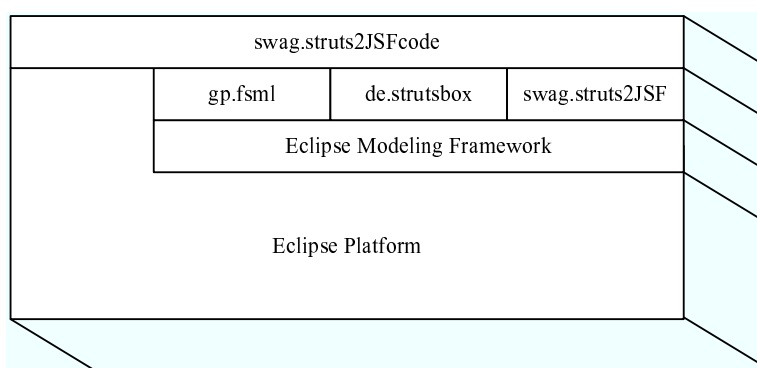 swag.struts2JSFcode
gp.fsml
de.strutsbox
swag.struts2JSF
Eclipse Modeling Framework
Eclipse Platform